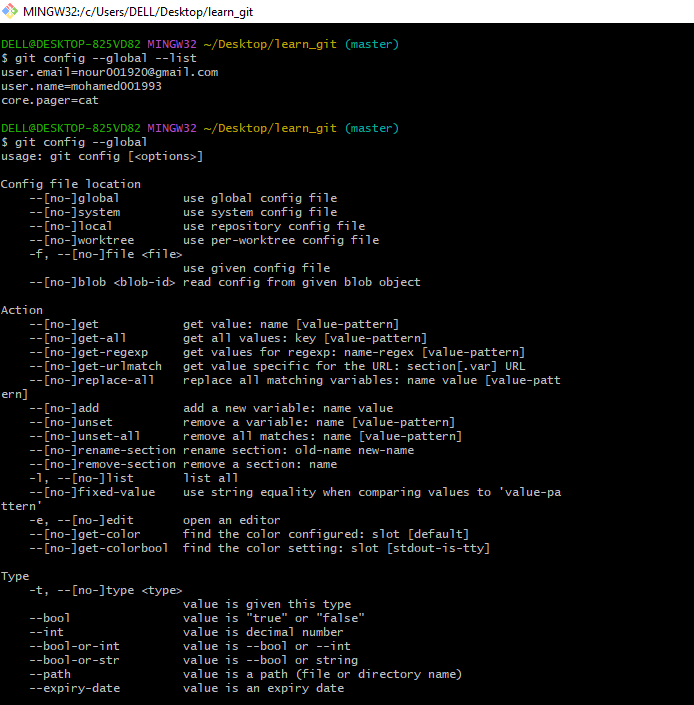 MINGW32:/c/Users/DELL/Desktop/learn_git
DELL@DESKTOP-825VD82 MINGW32 ~/Desktop/learn_git (master)
$ git config --global --list
user.email=nour001920@gmail.com
user.name=mohamed001993
core.pager=cat
DELL@DESKTOP-825VD82 MINGW32 ~/Desktop/learn_git (master)
$ git config --global
usage: git config [<options>]
Config file location
    --[no-]global         use global config file
    --[no-]system         use system config file
    --[no-]local          use repository config file
    --[no-]worktree       use per-worktree config file
    -f, --[no-]file <file>
                          use given config file
    --[no-]blob <blob-id> read config from given blob object
Action
    --[no-]get            get value: name [value-pattern]
    --[no-]get-all        get all values: key [value-pattern]
    --[no-]get-regexp     get values for regexp: name-regex [value-pattern]
    --[no-]get-urlmatch   get value specific for the URL: section[.var] URL
    --[no-]replace-all    replace all matching variables: name value [value-patt
ern]
    --[no-]add            add a new variable: name value
    --[no-]unset          remove a variable: name [value-pattern]
    --[no-]unset-all      remove all matches: name [value-pattern]
    --[no-]rename-section rename section: old-name new-name
    --[no-]remove-section remove a section: name
    -l, --[no-]list       list all
    --[no-]fixed-value    use string equality when comparing values to 'value-pa
ttern'
    -e, --[no-]edit       open an editor
    --[no-]get-color      find the color configured: slot [default]
    --[no-]get-colorbool  find the color setting: slot [stdout-is-tty]
Type
    -t, --[no-]type <type>
                          value is given this type
    --bool                value is "true" or "false"
    --int                 value is decimal number
    --bool-or-int         value is --bool or --int
    --bool-or-str         value is --bool or string
    --path                value is a path (file or directory name)
    --expiry-date         value is an expiry date